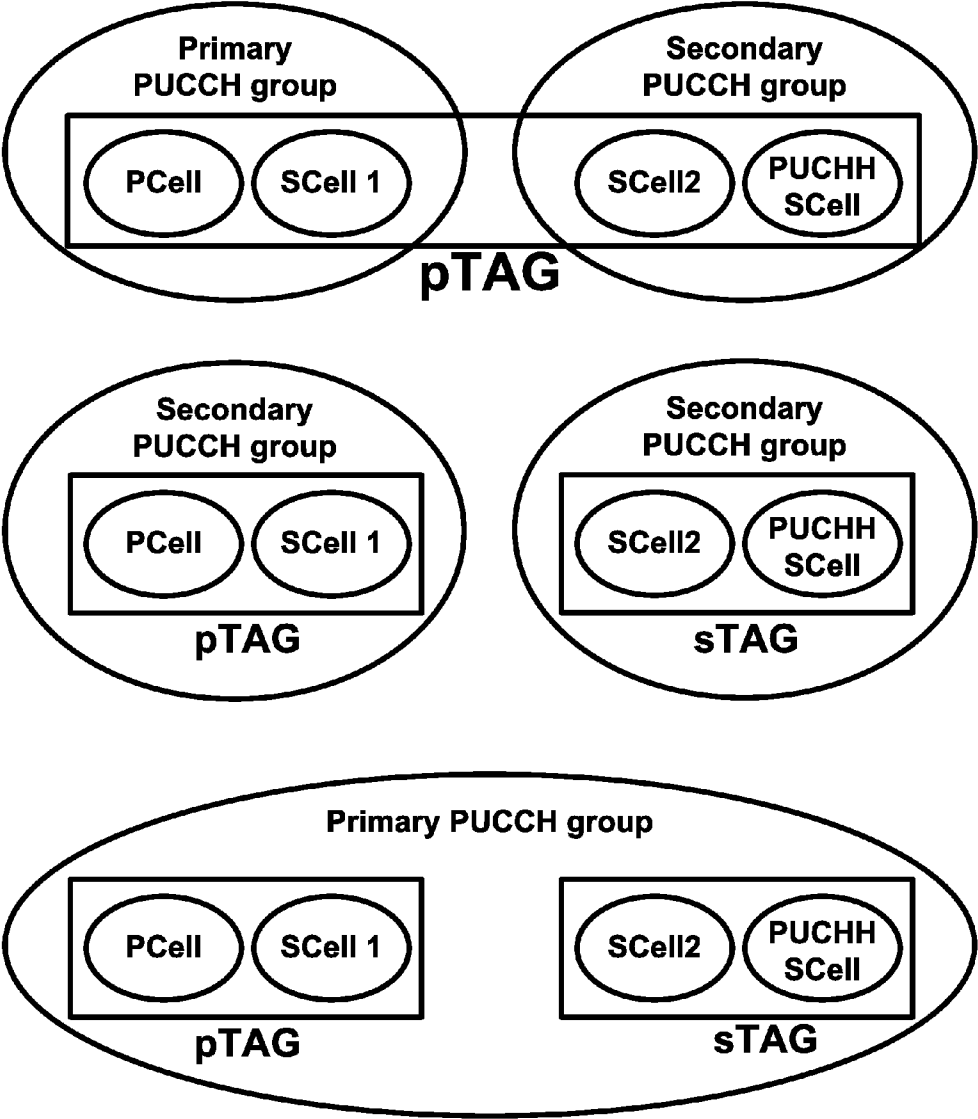 Primary
PUCCH group
Secondary
PUCCH group
PCell
SCell 1
SCell2
PUCHH
SCell
pTAG
Secondary
PUCCH group
Secondary
PUCCH group
PCell
SCell 1
SCell2
PUCHH
SCell
pTAG
sTAG
Primary PUCCH group
PCell
SCell 1
SCell2
PUCHH
SCell
pTAG
sTAG